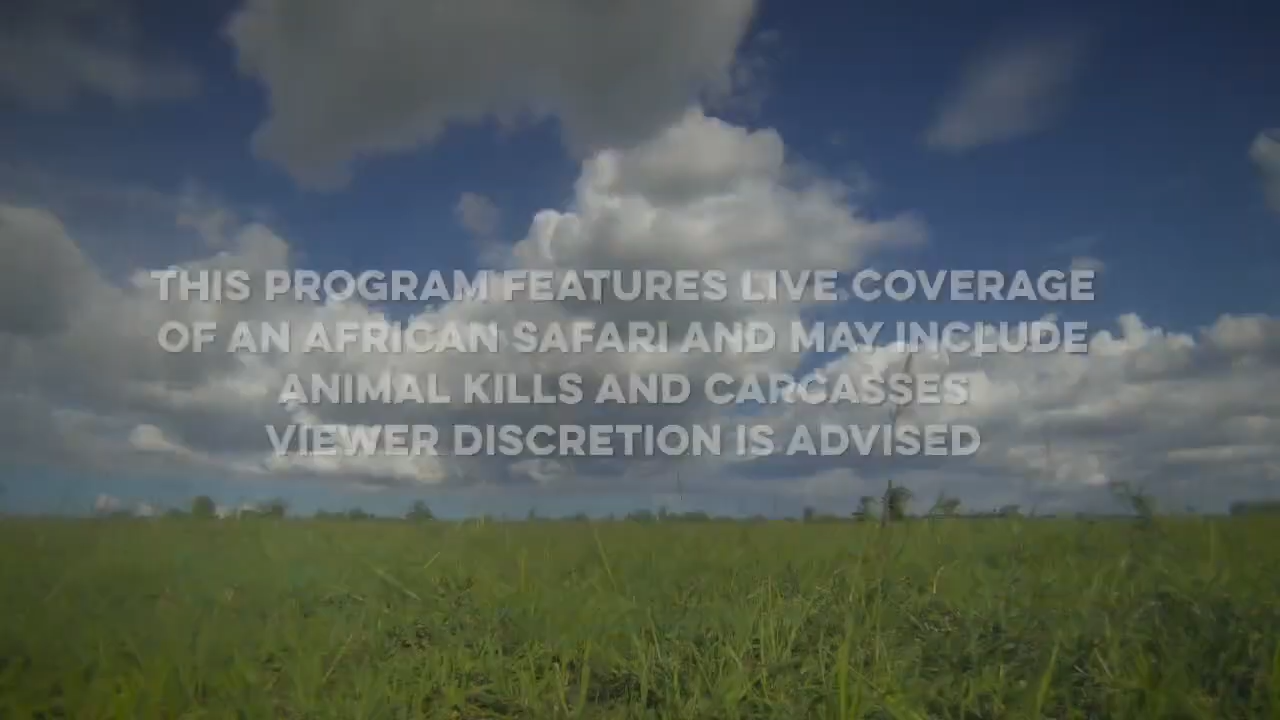 THIS PROGRAM FEATURES LIVE COVERAGE
OF AN AFRICAN SAFARI AND MAY INCLUDE
ANIMAL KILLS AND CARCASSES
VIEWER DISCRETION IS ADVISED